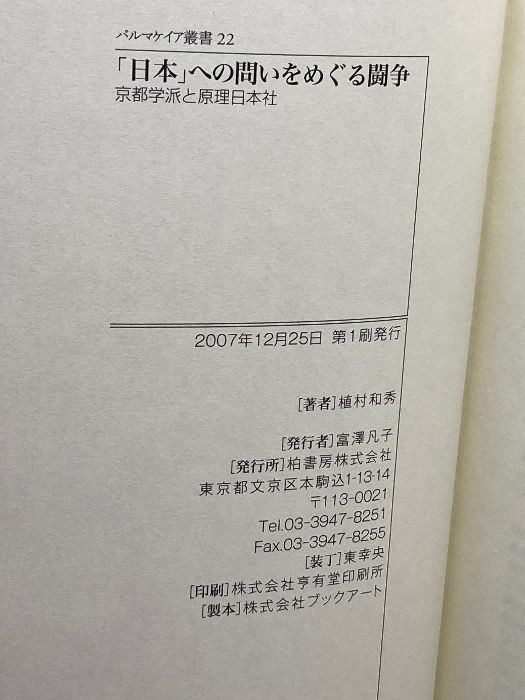 パルマケイア叢書 22
「日本」への問いをめぐる闘争
京都学派と原理日本社
2007年12月25日 第1刷発行
[著者]植村和秀
[発行者]富澤凡子
[発行所]柏書房株式会社
東京都文京区本駒込1-13-14
〒113-0021
Tel.03-3947-8251
Fax.03-3947-8255
[装丁]東幸央
[印刷]株式会社亨有堂印刷所
[製本]株式会社ブックアート